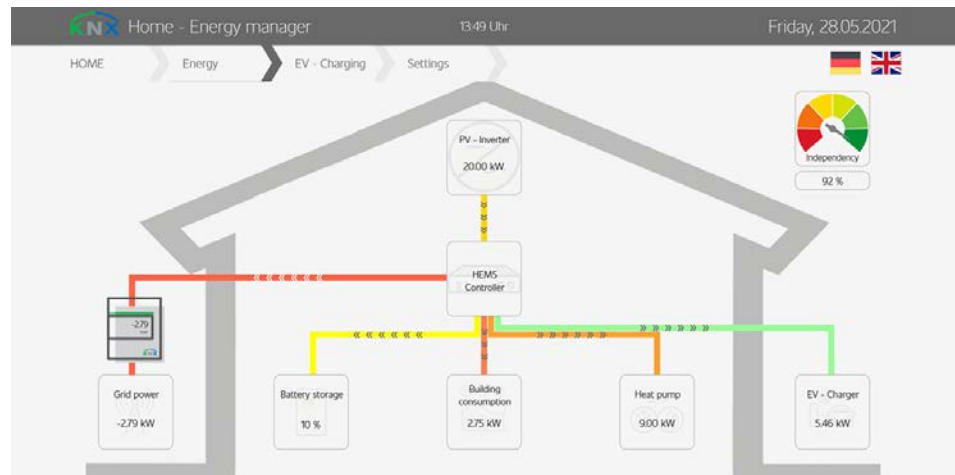 KNX Home - Energy manager 13:49 Uhr Friday, 28.05.2021
HOME Energy EV - Charging Settings
PV - Inverter
20.00 kW
Independency
92 %
HEMS
Controller
-2.79
KNX
Grid power
-2.79 kW
Battery storage
10 %
Building
consumption
2.75 kW
Heat pump
9.00 kW
EV - Charger
5.46 kW